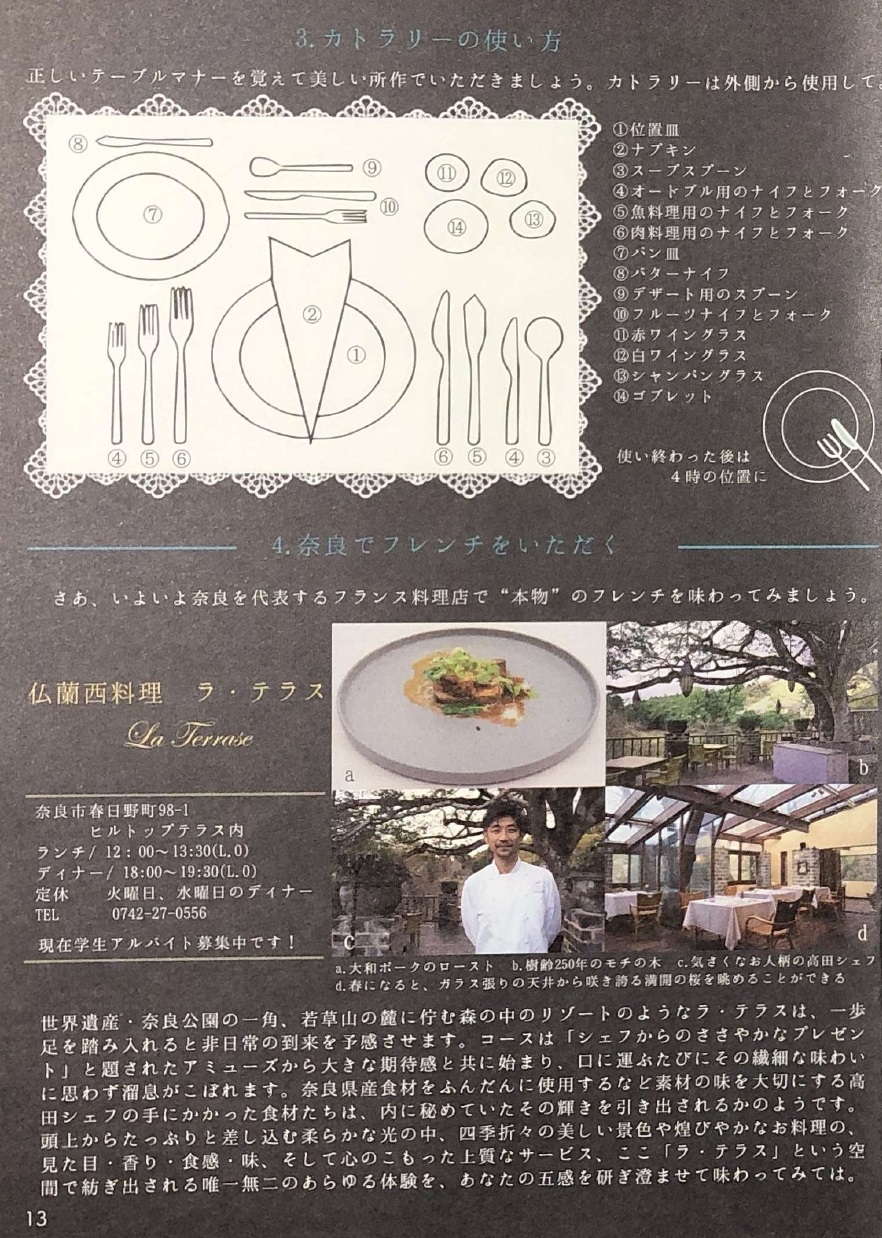 3.カトラリーの使い方
正しいテーブルマナーを覚えて美しい所作でいただきましょう。カトラリーは外側から使用して
⑧
⑦
⑨
⑩
⑪
⑫
⑭
⑬
②
①
④ ⑤ ⑥
⑥ ⑤ ④ ③
①位置皿
②ナプキン
③スープスプーン
④オードブル用のナイフとフォーク
⑤魚料理用のナイフとフォーク
⑥肉料理用のナイフとフォーク
⑦パン皿
⑧バターナイフ
⑨デザート用のスプーン
⑩フルーツナイフとフォーク
⑪赤ワイングラス
⑫白ワイングラス
⑬シャンパングラス
⑭ゴブレット
使い終わった後は
4時の位置に
4.奈良でフレンチをいただく
さあ、いよいよ奈良を代表するフランス料理店で“本物”のフレンチを味わってみましょう。
仏蘭西料理　ラ・テラス
La Terrase
奈良市春日野町98-1
ヒルトップテラス内
ランチ/ 12：00～13:30(L.O)
ディナー/ 18:00～19:30(L.O)
定休　火曜日、水曜日のディナー
TEL　0742-27-0556
現在学生アルバイト募集中です！
a
b
c
d
a.大和ポークのロースト　b.樹齢250年のモチの木　c.気さくなお人柄の高田シェフ
d.春になると、ガラス張りの天井から咲き誇る満開の桜を眺めることができる
世界遺産・奈良公園の一角、若草山の麓に佇む森の中のリゾートのようなラ・テラスは、一歩
足を踏み入れると非日常の到来を予感させます。コースは「シェフからのささやかなプレゼン
ト」と題されたアミューズから大きな期待感と共に始まり、口に運ぶたびにその繊細な味わい
に思わず溜息がこぼれます。奈良県産食材をふんだんに使用するなど素材の味を大切にする高
田シェフの手にかかった食材たちは、内に秘めていたその輝きを引き出されるかのようです。
頭上からたっぷりと差し込む柔らかな光の中、四季折々の美しい景色や煌びやかなお料理の、
見た目・香り・食感・味、そして心のこもった上質なサービス、ここ「ラ・テラス」という空
間で紡ぎ出される唯一無二のあらゆる体験を、あなたの五感を研ぎ澄ませて味わってみては。
13